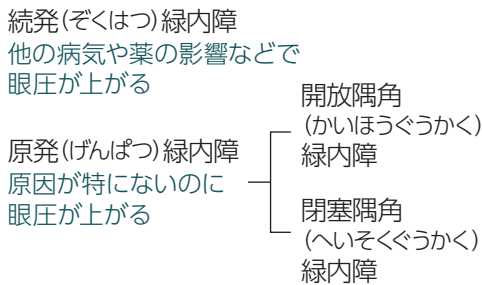 続発(ぞくはつ)緑内障
他の病気や薬の影響などで
眼圧が上がる
原発(げんぱつ)緑内障
原因が特にないのに
眼圧が上がる
開放隅角
(かいほうぐうかく)
緑内障
閉塞隅角
(へいそくぐうかく)
緑内障